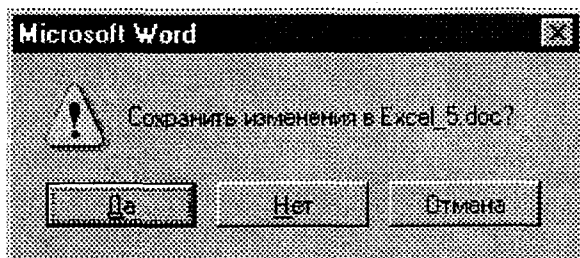 Microsoft Word
Сохранить изменения в Excel_5.doc?
Да
Нет
Отмена